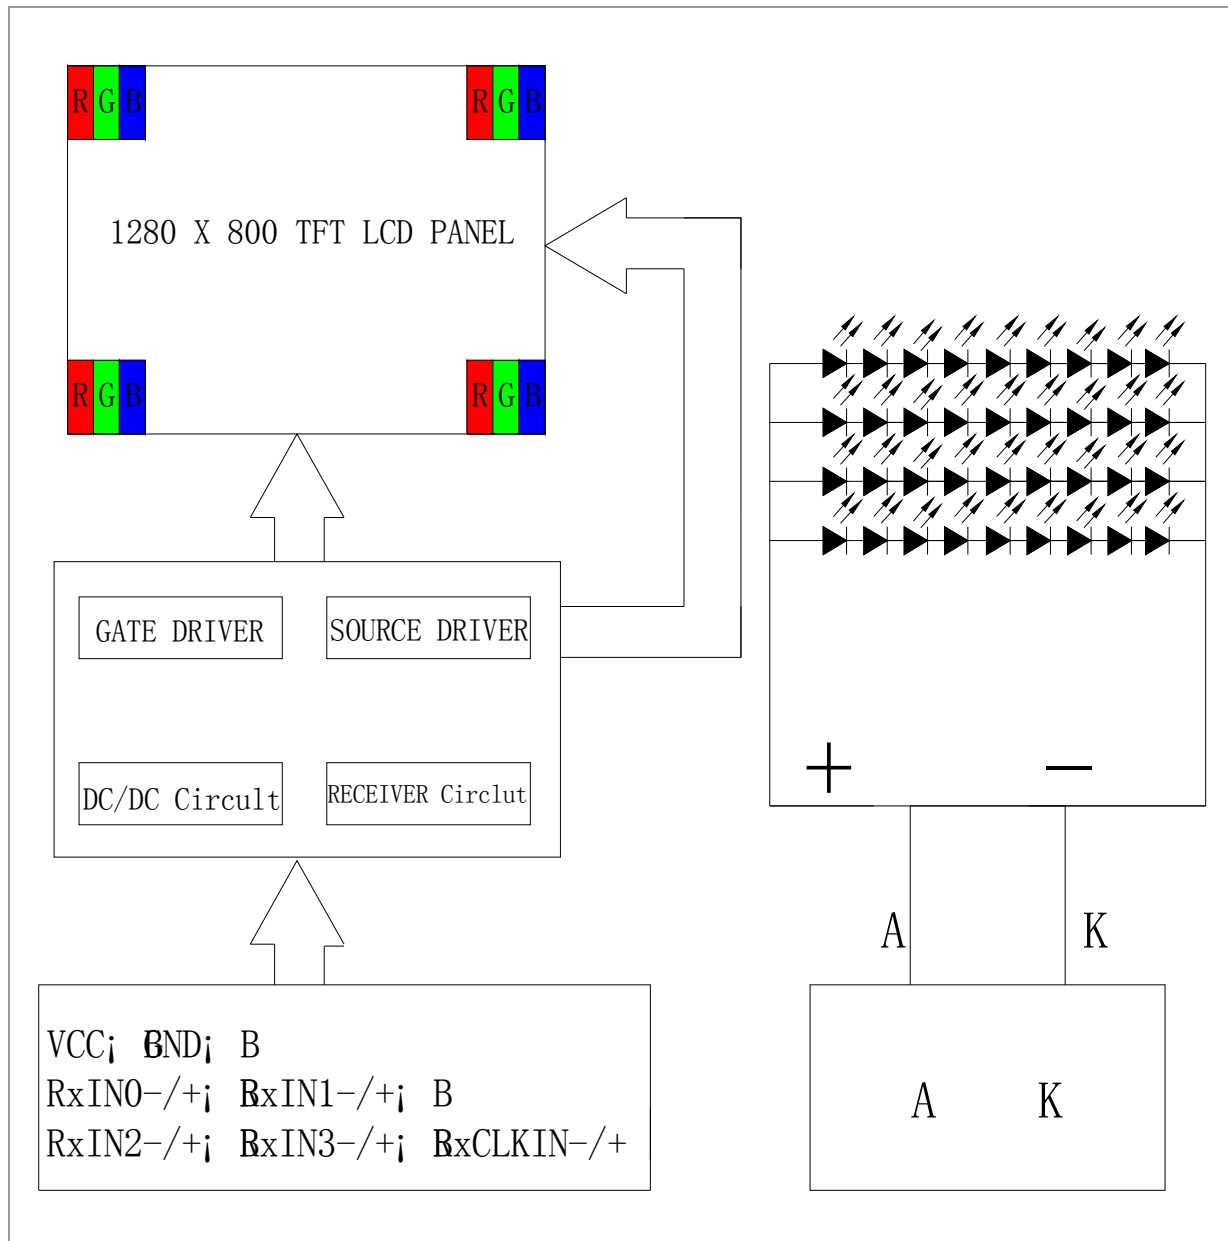 R G B R G B
1280 X 800 TFT LCD PANEL
R G B R G B
GATE DRIVER
SOURCE DRIVER
DC/DC Circult
RECEIVER Circlut
+ −
A K
VCC¡ GND¡ B
RxIN0-/+¡ RxIN1-/+¡ B
RxIN2-/+¡ RxIN3-/+¡ RxCLKIN-/+
A K